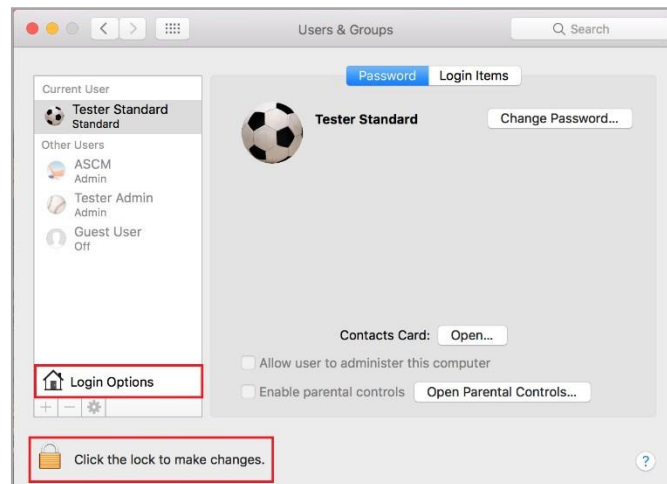 Users & Groups
Search
Password
Login Items
Current User
Tester Standard
Standard
Other Users
ASCM
Admin
Tester Admin
Admin
Guest User
Off
Login Options
Tester Standard
Change Password...
Contacts Card:
Open...
Allow user to administer this computer
Enable parental controls
Open Parental Controls...
Click the lock to make changes.
?